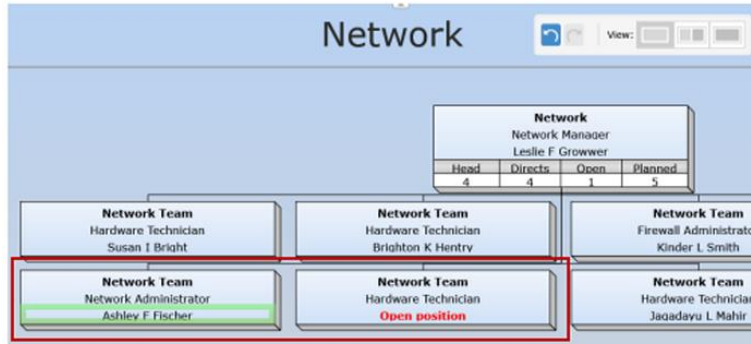 Network
View:
Network
Network Manager
Leslie F Growwer
Head Directs Open Planned
4 4 1 5
Network Team
Hardware Technician
Susan I Bright
Network Team
Hardware Technician
Brighton K Hentry
Network Team
Firewall Administrato
Kinder L Smith
Network Team
Network Administrator
Ashley F Fischer
Network Team
Hardware Technician
Open position
Network Team
Hardware Technician
Jagadayu L Mahir